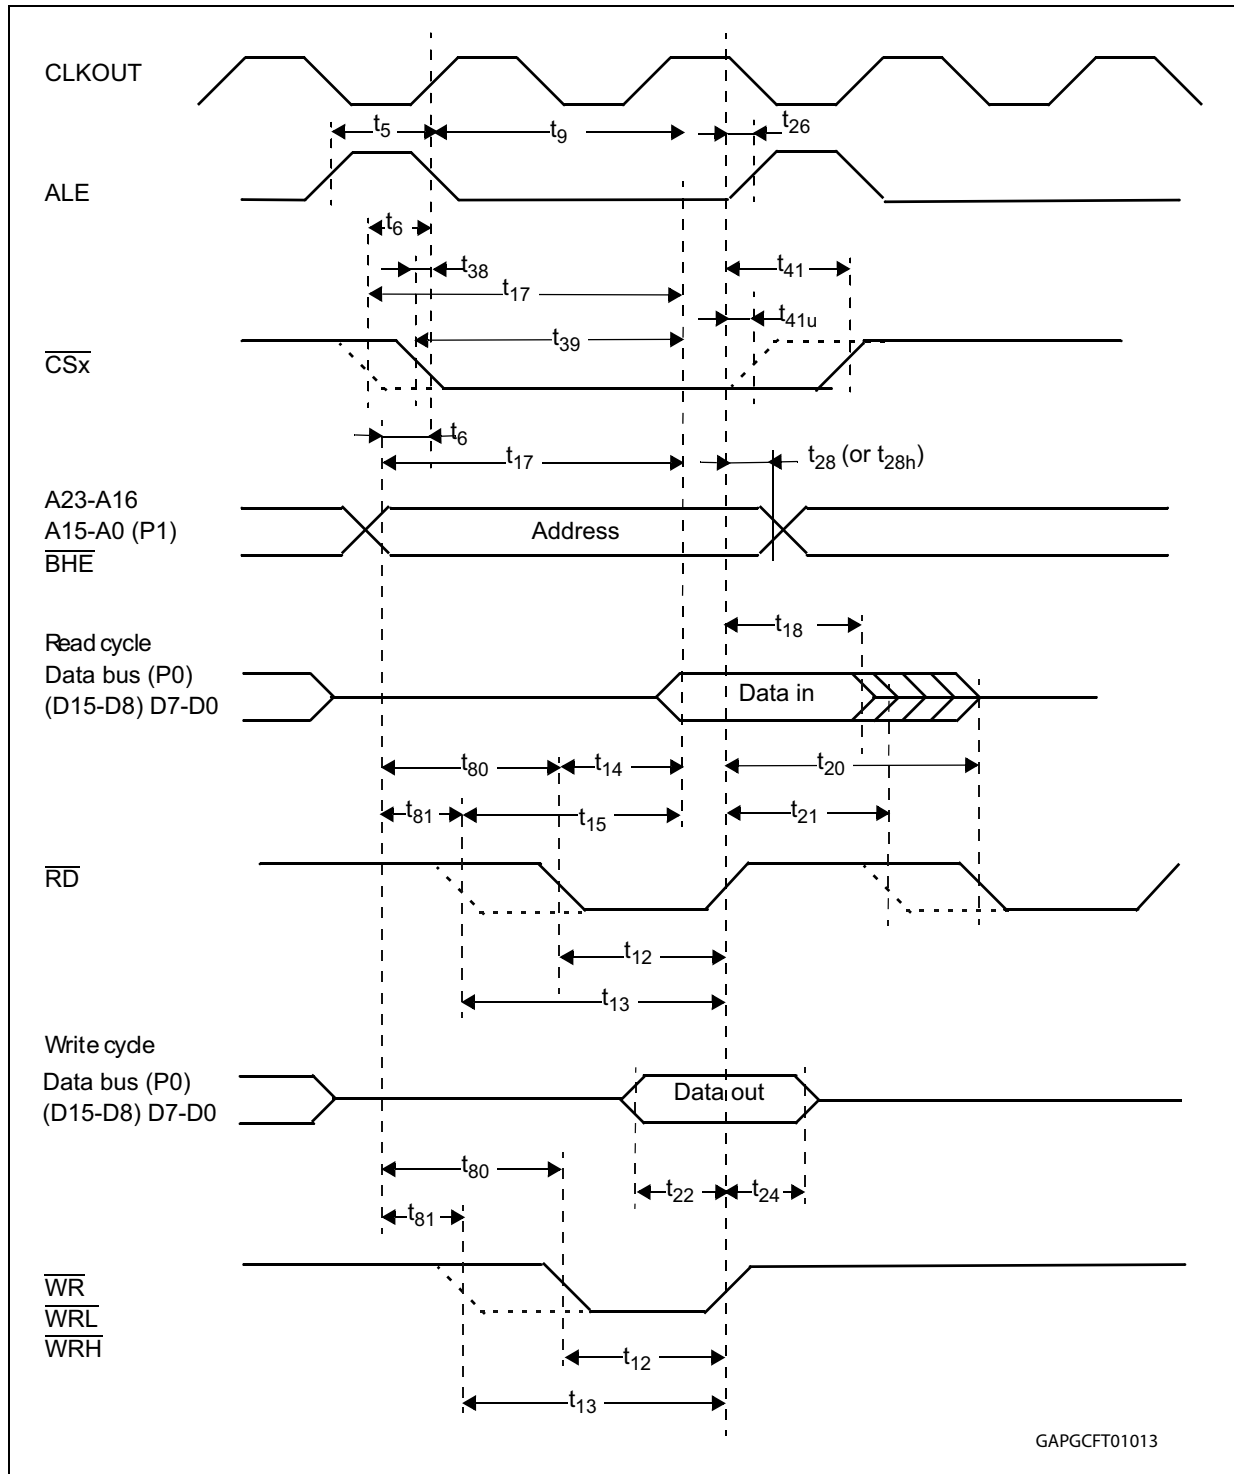 CLKOUT
t5 t9 t26
ALE
t6
t38 t41
t17
t41u
t39
CSx
t6
t17 t28 (or t28h)
A23-A16
A15-A0 (P1) Address
BHE
t18
Read cycle
Data bus (P0)
(D15-D8) D7-D0 Data in
t80 t14 t20
t81 t15 t21
RD
t12
t13
Write cycle
Data bus (P0) Data out
(D15-D8) D7-D0
t80
t22 t24
t81
WR
WRL
WRH
t12
t13
GAPGCFT01013